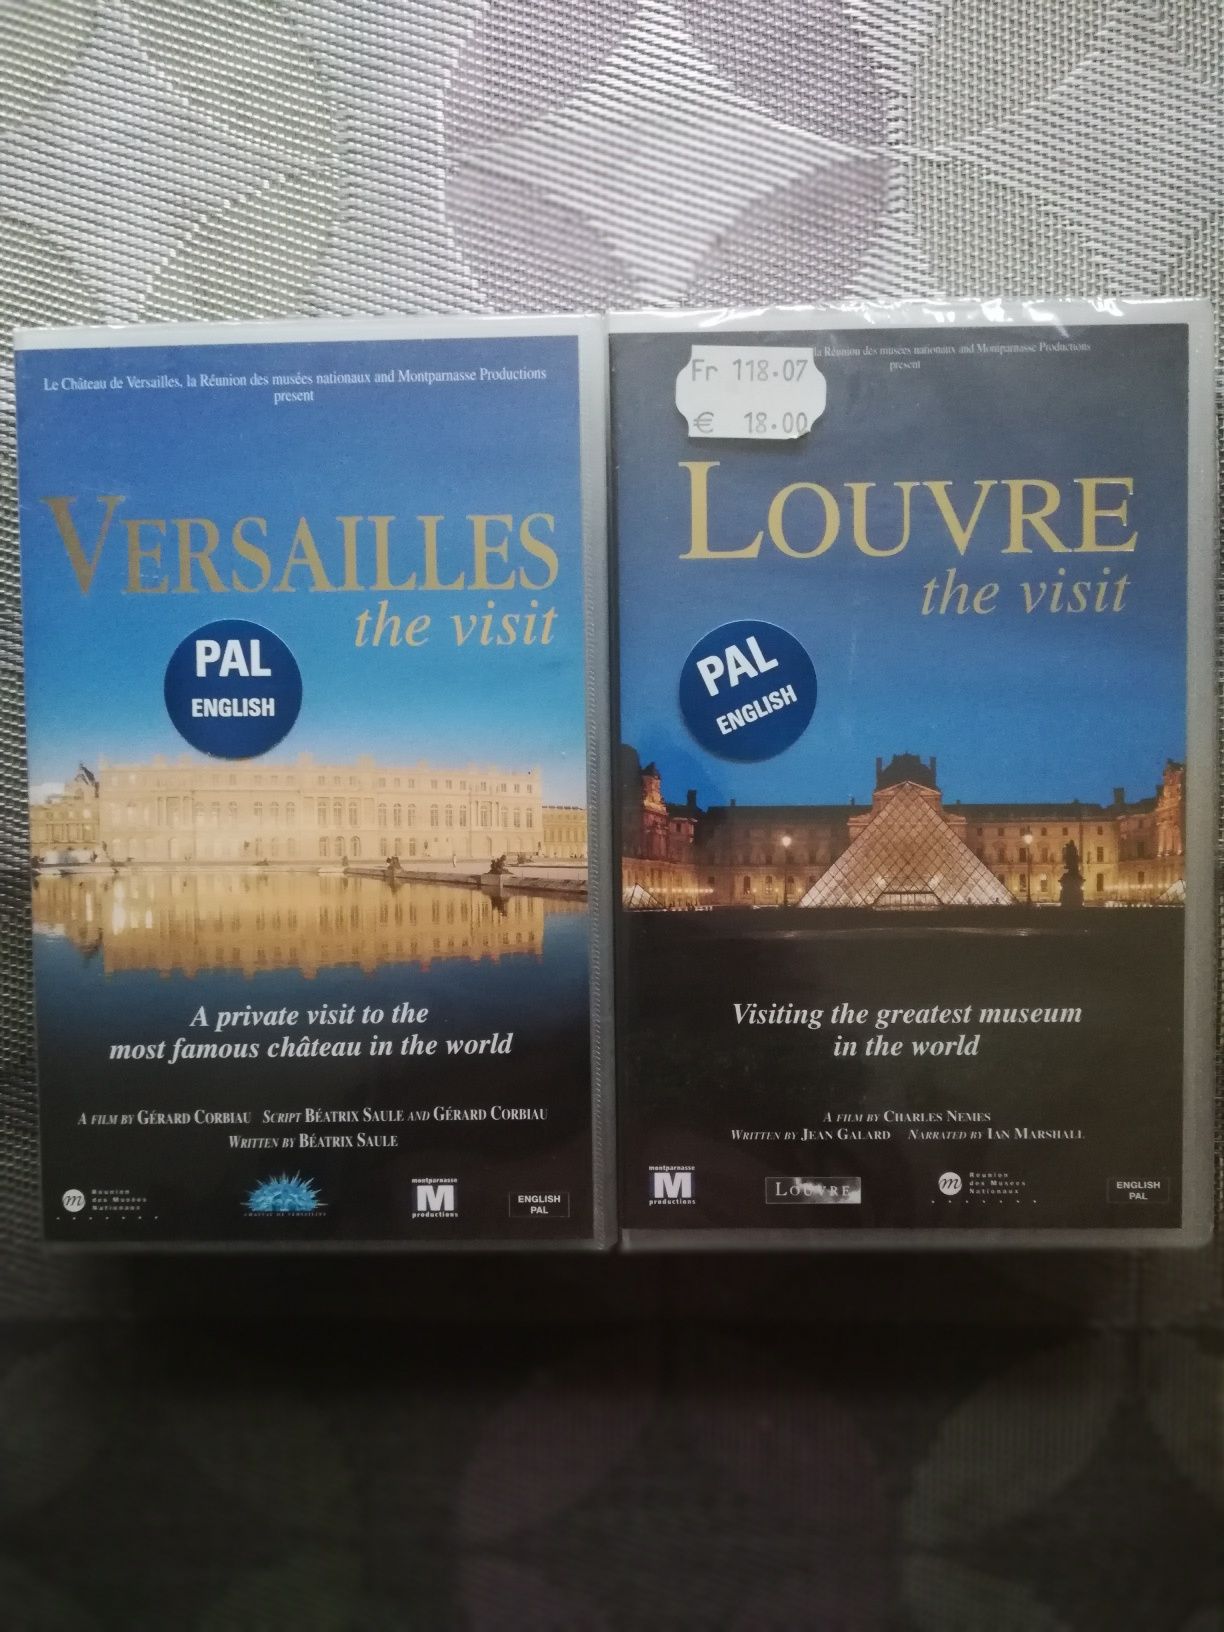 Le Château de Versailles, la Réunion des musées nationaux and Montparnasse Productions
present
VERSAILLES
the visit
PAL
ENGLISH
A private visit to the
most famous château in the world
A FILM BY GÉRARD CORBIAU SCRIPT BÉATRIX SAULE AND GÉRARD CORBIAU
WRITTEN BY BÉATRIX SAULE
m
Réunion
des Musées
Nationaux
CHÂTEAU DE VERSAILLES
montparnasse
M
productions
ENGLISH
PAL
la Réunion des musées nationaux and Montparnasse Productions
present
Fr 118.07
€ 18.00
LOUVRE
the visit
PAL
ENGLISH
Visiting the greatest museum
in the world
A FILM BY CHARLES NEMES
WRITTEN BY JEAN GALARD NARRATED BY IAN MARSHALL
montparnasse
M
productions
LOUVRE
m
Réunion
des Musées
Nationaux
ENGLISH
PAL